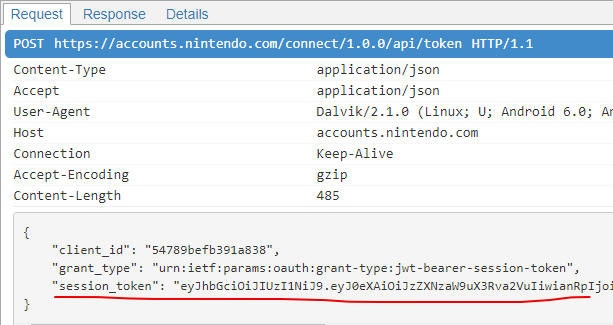 Request Response Details
POST https://accounts.nintendo.com/connect/1.0.0/api/token HTTP/1.1
Content-Type application/json
Accept application/json
User-Agent Dalvik/2.1.0 (Linux; U; Android 6.0; An
Host accounts.nintendo.com
Connection Keep-Alive
Accept-Encoding gzip
Content-Length 485
{
"client_id": "54789befb391a838",
"grant_type": "urn:ietf:params:oauth:grant-type:jwt-bearer-session-token",
"session_token": "eyJhbGciOiJIUzI1NiJ9.eyJ0eXAiOiJzZXNzaW9uX3Rva2VuIiwianRpIjoi
}